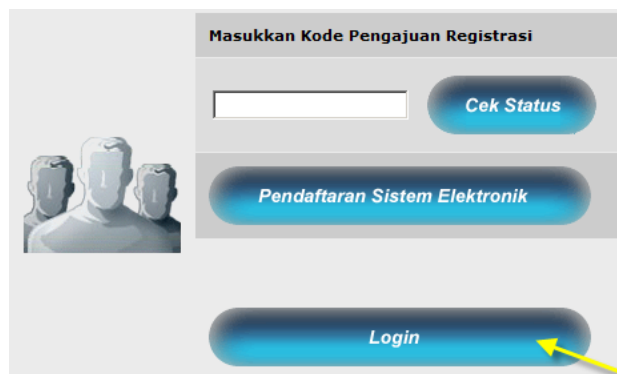 Masukkan Kode Pengajuan Registrasi
Cek Status
Pendaftaran Sistem Elektronik
Login